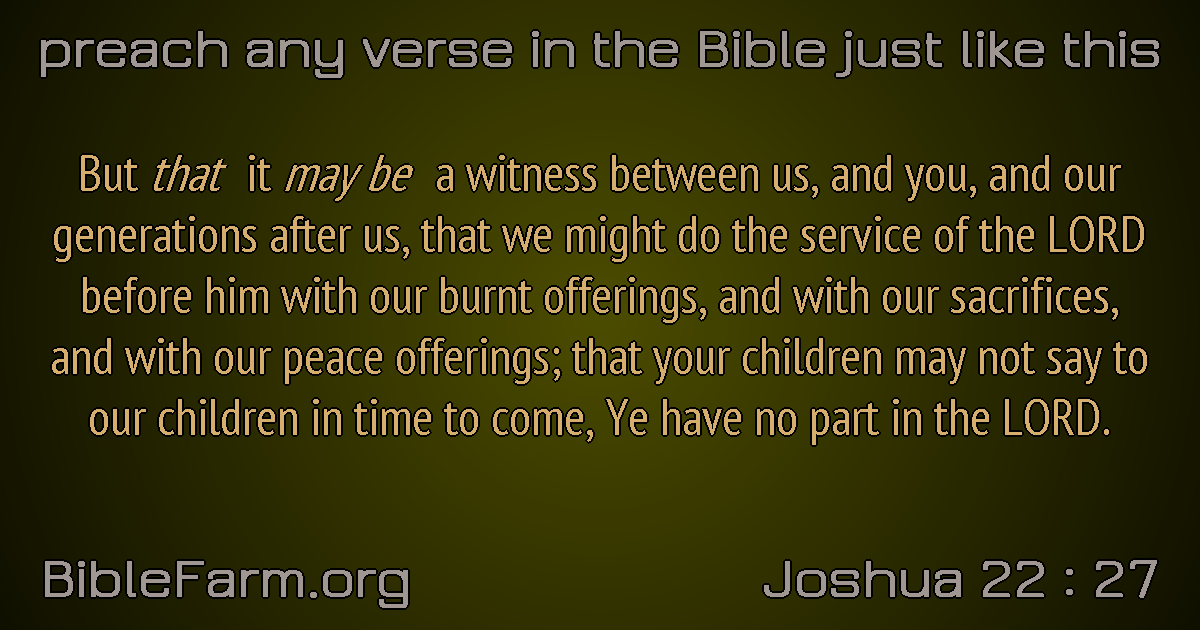 preach any verse in the Bible just like this
But that it may be a witness between us, and you, and our
generations after us, that we might do the service of the LORD
before him with our burnt offerings, and with our sacrifices,
and with our peace offerings; that your children may not say to
our children in time to come, Ye have no part in the LORD.
BibleFarm.org
Joshua 22 : 27